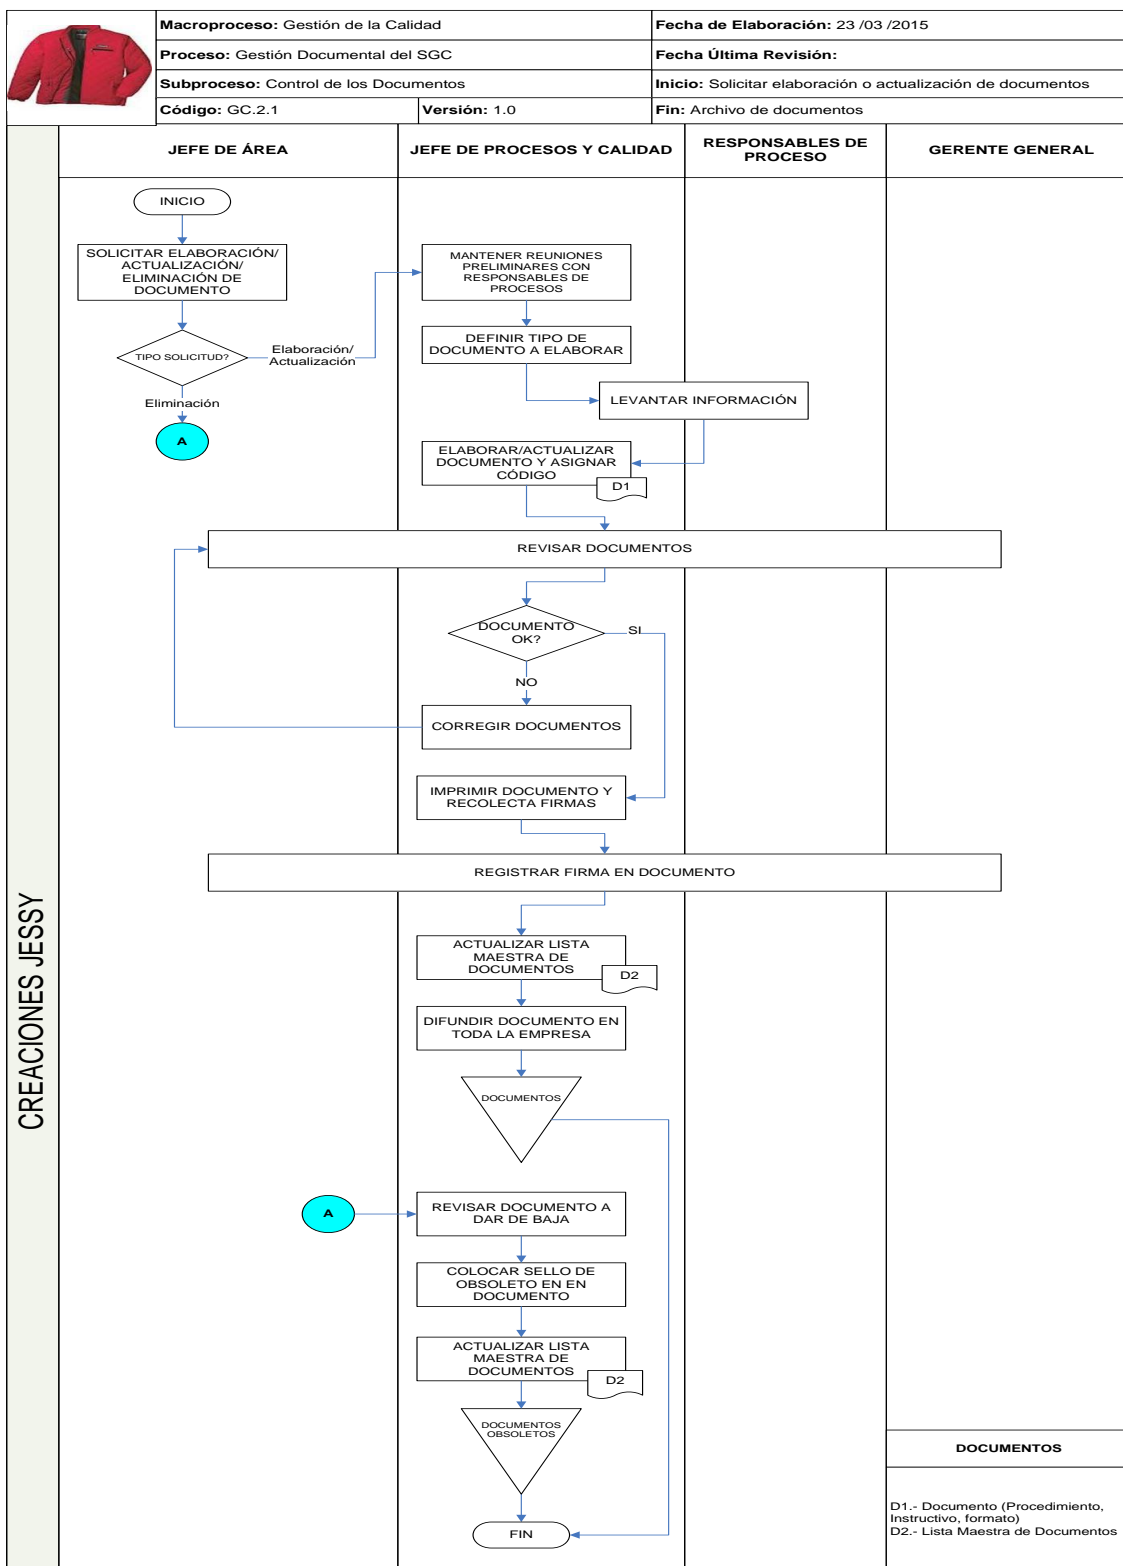 Macroproceso: Gestión de la Calidad
Fecha de Elaboración: 23 /03 /2015
Proceso: Gestión Documental del SGC
Fecha Última Revisión:
Subproceso: Control de los Documentos
Inicio: Solicitar elaboración o actualización de documentos
Código: GC.2.1
Versión: 1.0
Fin: Archivo de documentos
JEFE DE ÁREA
JEFE DE PROCESOS Y CALIDAD
RESPONSABLES DE
PROCESO
GERENTE GENERAL
CREACIONES JESSY
INICIO
SOLICITAR ELABORACIÓN/
ACTUALIZACIÓN/
ELIMINACIÓN DE
DOCUMENTO
TIPO SOLICITUD?
Elaboración/
Actualización
Eliminación
A
MANTENER REUNIONES
PRELIMINARES CON
RESPONSABLES DE
PROCESOS
DEFINIR TIPO DE
DOCUMENTO A ELABORAR
LEVANTAR INFORMACIÓN
ELABORAR/ACTUALIZAR
DOCUMENTO Y ASIGNAR
CÓDIGO
D1
REVISAR DOCUMENTOS
DOCUMENTO
OK?
SI
NO
CORREGIR DOCUMENTOS
IMPRIMIR DOCUMENTO Y
RECOLECTA FIRMAS
REGISTRAR FIRMA EN DOCUMENTO
ACTUALIZAR LISTA
MAESTRA DE
DOCUMENTOS
D2
DIFUNDIR DOCUMENTO EN
TODA LA EMPRESA
DOCUMENTOS
A
REVISAR DOCUMENTO A
DAR DE BAJA
COLOCAR SELLO DE
OBSOLETO EN EN
DOCUMENTO
ACTUALIZAR LISTA
MAESTRA DE
DOCUMENTOS
D2
DOCUMENTOS
OBSOLETOS
FIN
DOCUMENTOS
D1.- Documento (Procedimiento,
Instructivo, formato)
D2.- Lista Maestra de Documentos